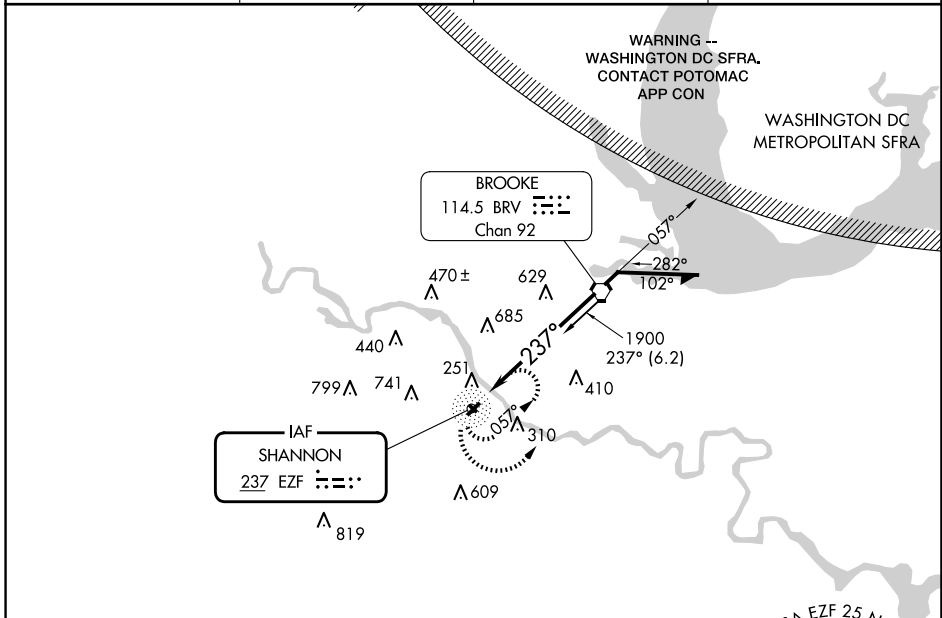 WARNING --
WASHINGTON DC SFRA.
CONTACT POTOMAC
APP CON
WASHINGTON DC
METROPOLITAN SFRA
BROOKE
114.5 BRV
Chan 92
057°
282°
102°
470 ±
629
685
237°
1900
237° (6.2)
440
251
799
741
410
057°
310
IAF
SHANNON
237 EZF
609
819
EZF 25